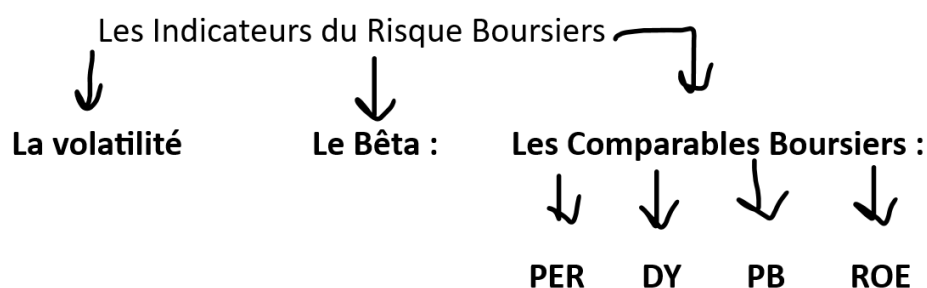 Les Indicateurs du Risque Boursiers
La volatilité Le Bêta : Les Comparables Boursiers :
PER DY PB ROE